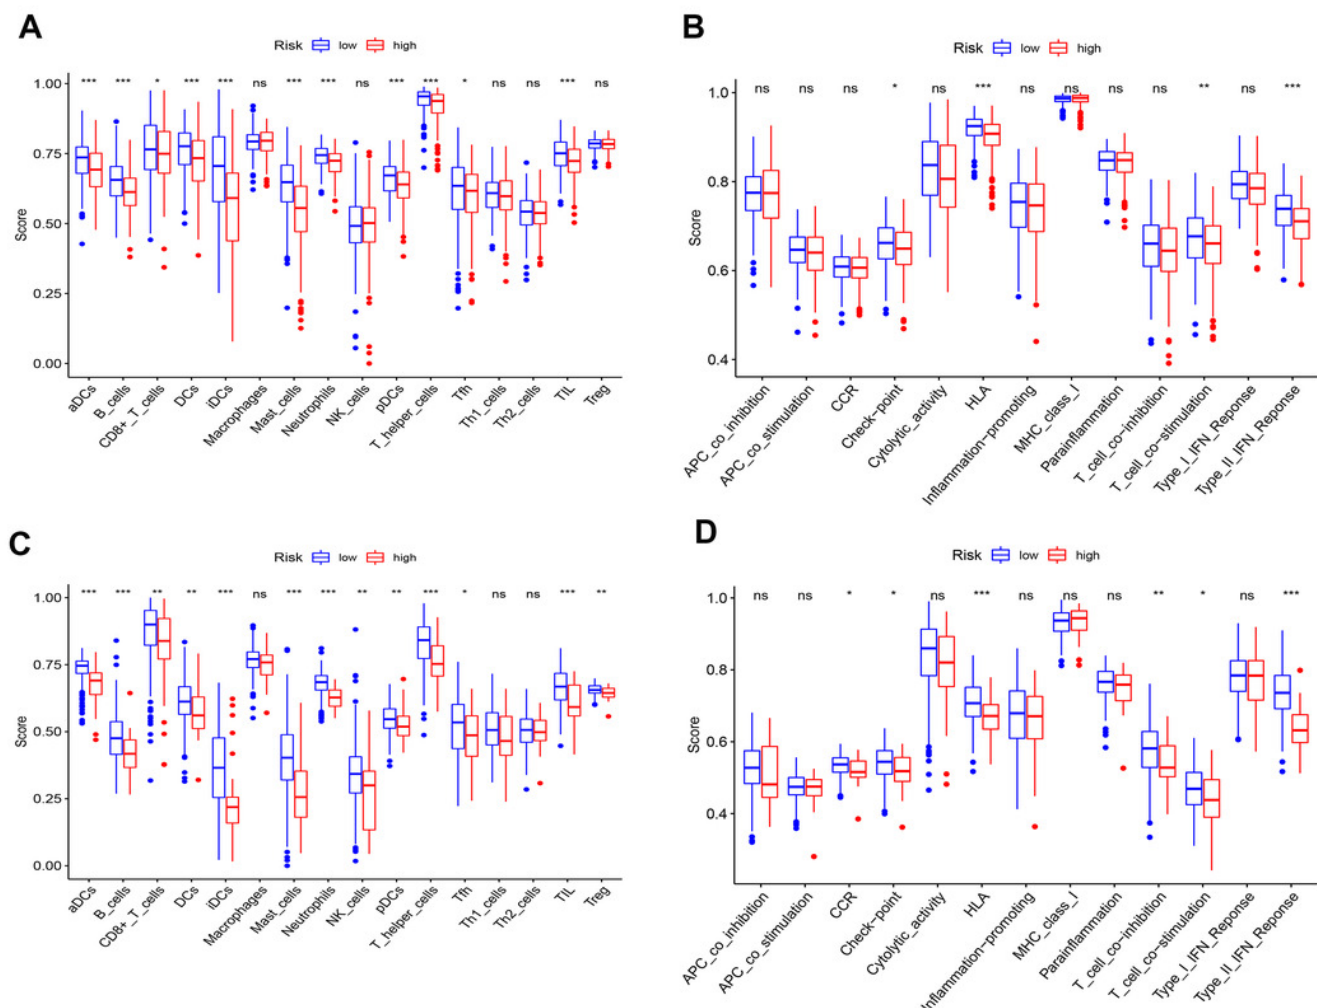 A
Risk low high
*** *** * *** *** ns *** *** ns *** *** * ns ns *** ns
1.00
0.75
0.50
0.25
0.00
Score
aDCs
B_cells
CD8+_T_cells
DCs
iDCs
Macrophages
Mast_cells
Neutrophils
NK_cells
pDCs
T_helper_cells
Tfh
Th1_cells
Th2_cells
TIL
Treg
B
Risk low high
ns ns ns * ns *** ns ns ns ns ** ns ***
1.0
0.8
0.6
0.4
Score
APC_co_inhibition
APC_co_stimulation
CCR
Check-point
Cytolytic_activity
HLA
Inflammation-promoting
MHC_class_I
Parainflammation
T_cell_co-inhibition
T_cell_co-stimulation
Type_I_IFN_Reponse
Type_II_IFN_Reponse
C
Risk low high
*** *** ** ** *** ns *** *** ** ** *** * ns ns *** **
1.00
0.75
0.50
0.25
0.00
Score
aDCs
B_cells
CD8+_T_cells
DCs
iDCs
Macrophages
Mast_cells
Neutrophils
NK_cells
pDCs
T_helper_cells
Tfh
Th1_cells
Th2_cells
TIL
Treg
D
Risk low high
ns ns * * ns *** ns ns ns ** * ns ***
1.0
0.8
0.6
0.4
Score
APC_co_inhibition
APC_co_stimulation
CCR
Check-point
Cytolytic_activity
HLA
Inflammation-promoting
MHC_class_I
Parainflammation
T_cell_co-inhibition
T_cell_co-stimulation
Type_I_IFN_Reponse
Type_II_IFN_Reponse